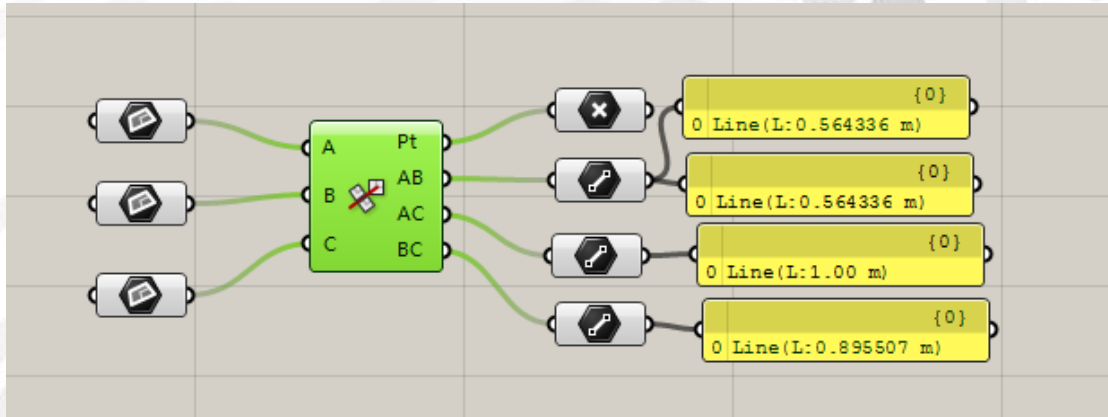 {0}
0 Line(L:0.564336 m)
A
Pt
B
AB
C
AC
BC
{0}
0 Line(L:0.564336 m)
{0}
0 Line(L:1.00 m)
{0}
0 Line(L:0.895507 m)